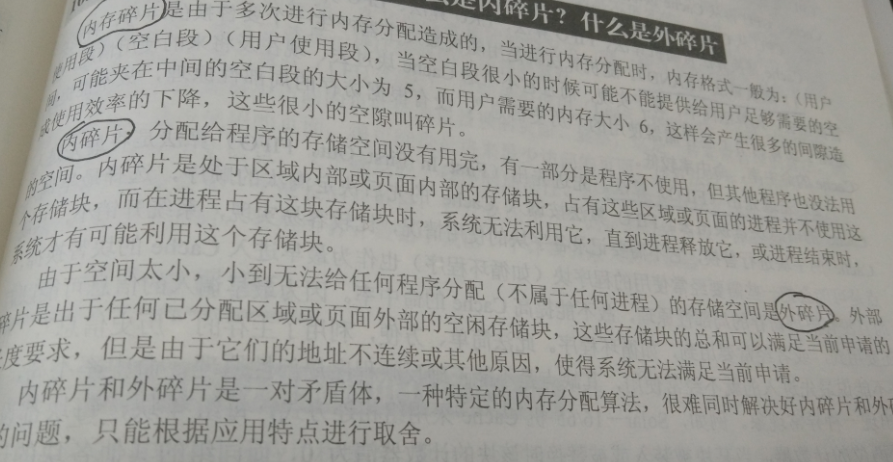 什么是内碎片？什么是外碎片
内存碎片是由于多次进行内存分配造成的，当进行内存分配时，内存格式一般为：（用户
使用段）（空白段）（用户使用段），当空白段很小的时候可能不能提供给用户足够需要的空
间，可能夹在中间的空白段的大小为 5，而用户需要的内存大小 6，这样会产生很多的间隙造
成使用效率的下降，这些很小的空隙叫碎片。
内碎片：分配给程序的存储空间没有用完，有一部分是程序不使用，但其他程序也没法用
的空间。内碎片是处于区域内部或页面内部的存储块，占有这些区域或页面的进程并不使用这
个存储块，而在进程占有这块存储块时，系统无法利用它，直到进程释放它，或进程结束时，
系统才有可能利用这个存储块。
由于空间太小，小到无法给任何程序分配（不属于任何进程）的存储空间是外碎片。外部
碎片是出于任何已分配区域或页面外部的空闲存储块，这些存储块的总和可以满足当前申请的
度要求，但是由于它们的地址不连续或其他原因，使得系统无法满足当前申请。
内碎片和外碎片是一对矛盾体，一种特定的内存分配算法，很难同时解决好内碎片和外
的问题，只能根据应用特点进行取舍。